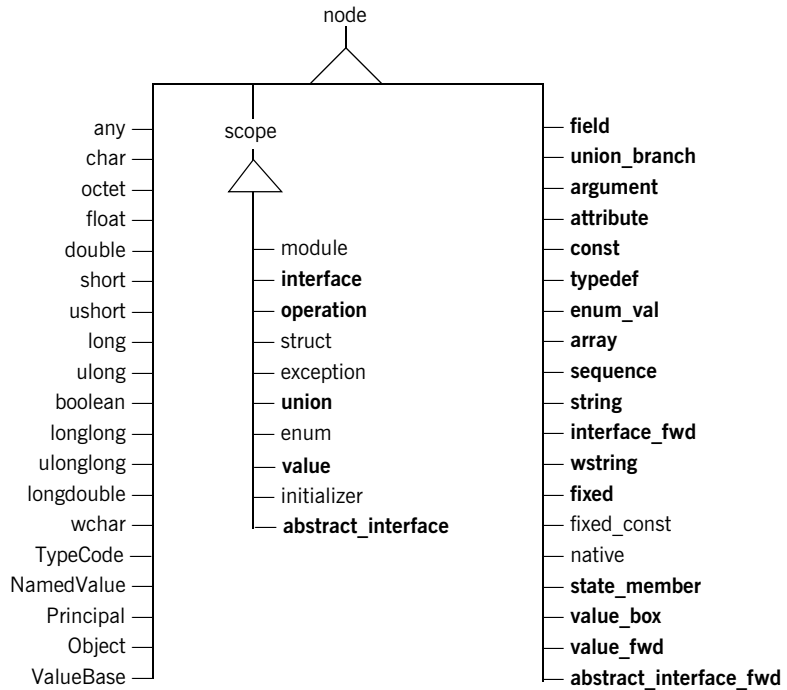 node
any
char
octet
float
double
short
ushort
long
ulong
boolean
longlong
ulonglong
longdouble
wchar
TypeCode
NamedValue
Principal
Object
ValueBase
scope
module
interface
operation
struct
exception
union
enum
value
initializer
abstract_interface
field
union_branch
argument
attribute
const
typedef
enum_val
array
sequence
string
interface_fwd
wstring
fixed
fixed_const
native
state_member
value_box
value_fwd
abstract_interface_fwd